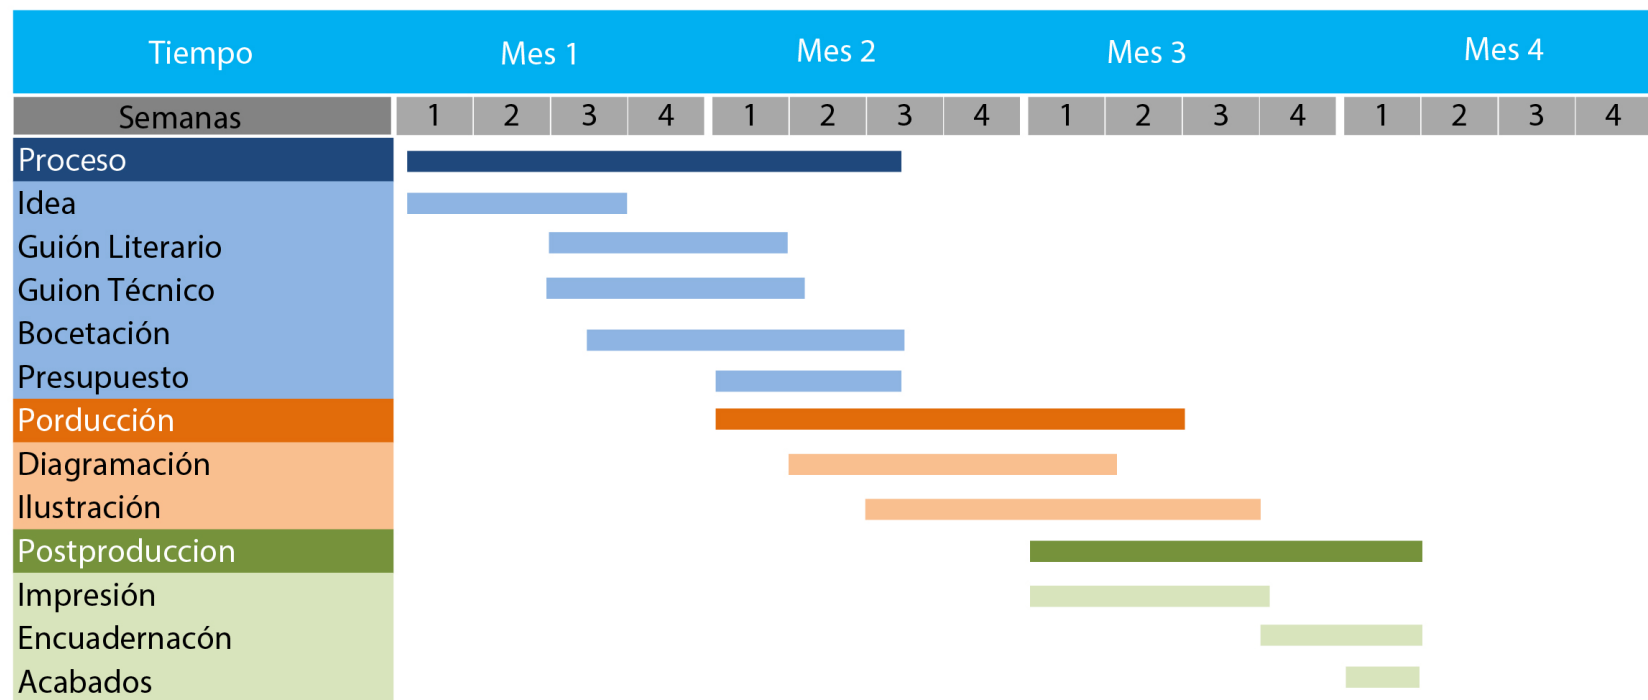 Tiempo Mes 1 Mes 2 Mes 3 Mes 4
Semanas 1 2 3 4 1 2 3 4 1 2 3 4 1 2 3 4
Proceso
Idea
Guión Literario
Guion Técnico
Bocetación
Presupuesto
Porducción
Diagramación
Ilustración
Postproduccion
Impresión
Encuadernacón
Acabados